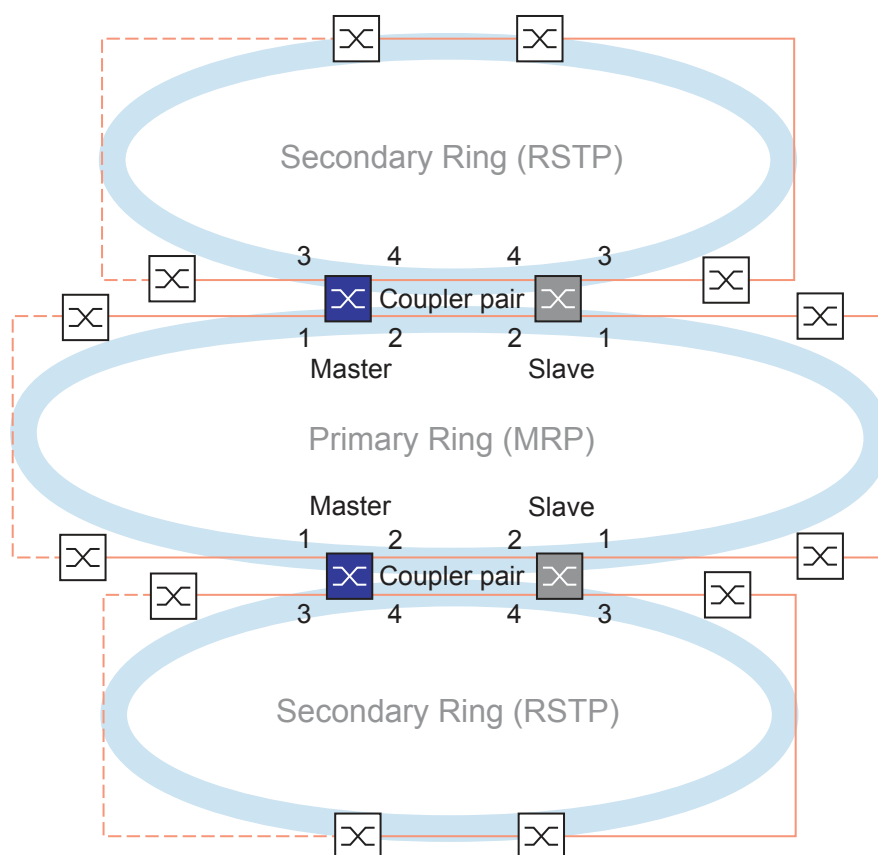 Secondary Ring (RSTP)
3 4 4 3
Coupler pair
1 2 2 1
Master Slave
Primary Ring (MRP)
Master Slave
1 2 2 1
Coupler pair
3 4 4 3
Secondary Ring (RSTP)